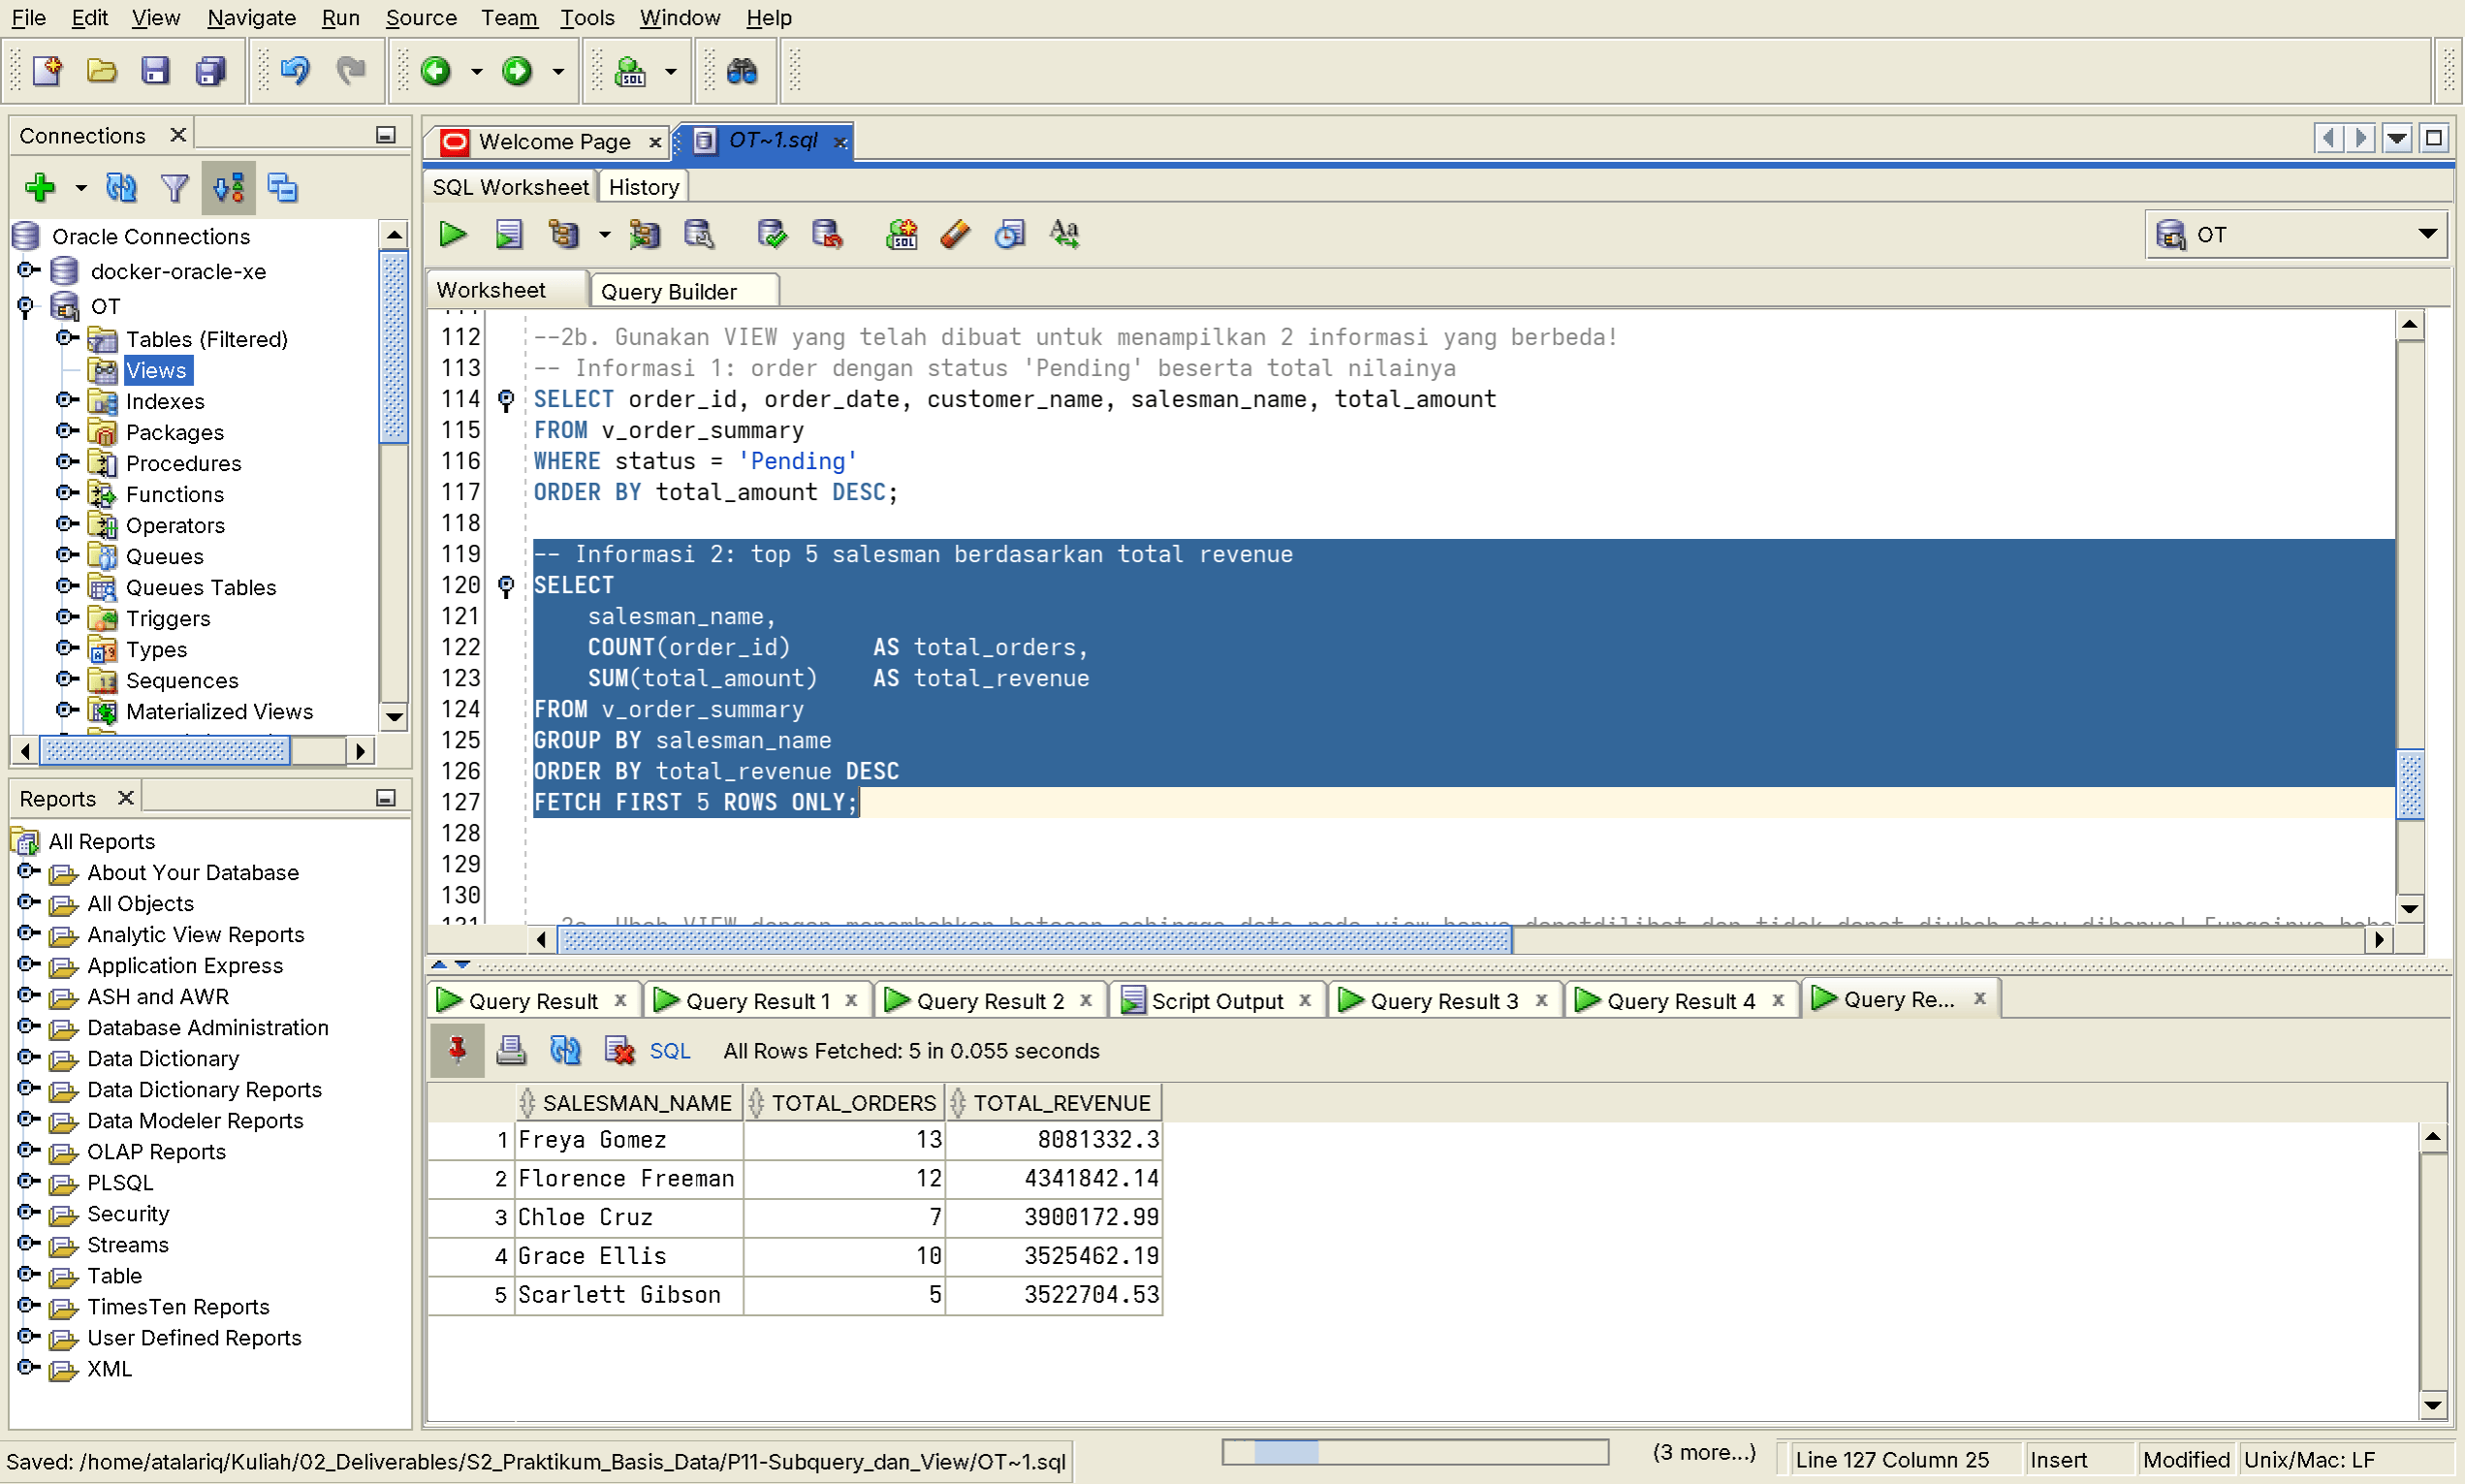 File Edit View Navigate Run Source Team Tools Window Help
Connections
Oracle Connections
docker-oracle-xe
OT
Tables (Filtered)
Views
Indexes
Packages
Procedures
Functions
Operators
Queues
Queues Tables
Triggers
Types
Sequences
Materialized Views
Reports
All Reports
About Your Database
All Objects
Analytic View Reports
Application Express
ASH and AWR
Database Administration
Data Dictionary
Data Dictionary Reports
Data Modeler Reports
OLAP Reports
PLSQL
Security
Streams
Table
TimesTen Reports
User Defined Reports
XML
Welcome Page OT~1.sql
SQL Worksheet History
OT
Worksheet Query Builder
112 --2b. Gunakan VIEW yang telah dibuat untuk menampilkan 2 informasi yang berbeda!
113 -- Informasi 1: order dengan status 'Pending' beserta total nilainya
114 SELECT order_id, order_date, customer_name, salesman_name, total_amount
115 FROM v_order_summary
116 WHERE status = 'Pending'
117 ORDER BY total_amount DESC;
118
119 -- Informasi 2: top 5 salesman berdasarkan total revenue
120 SELECT
121 salesman_name,
122 COUNT(order_id) AS total_orders,
123 SUM(total_amount) AS total_revenue
124 FROM v_order_summary
125 GROUP BY salesman_name
126 ORDER BY total_revenue DESC
127 FETCH FIRST 5 ROWS ONLY;
128
129
130
Query Result Query Result 1 Query Result 2 Script Output Query Result 3 Query Result 4 Query Re...
SQL All Rows Fetched: 5 in 0.055 seconds
SALESMAN_NAME TOTAL_ORDERS TOTAL_REVENUE
1 Freya Gomez 13 8081332.3
2 Florence Freeman 12 4341842.14
3 Chloe Cruz 7 3900172.99
4 Grace Ellis 10 3525462.19
5 Scarlett Gibson 5 3522704.53
Saved: /home/atalariq/Kuliah/02_Deliverables/S2_Praktikum_Basis_Data/P11-Subquery_dan_View/OT~1.sql (3 more...) Line 127 Column 25 Insert Modified Unix/Mac: LF